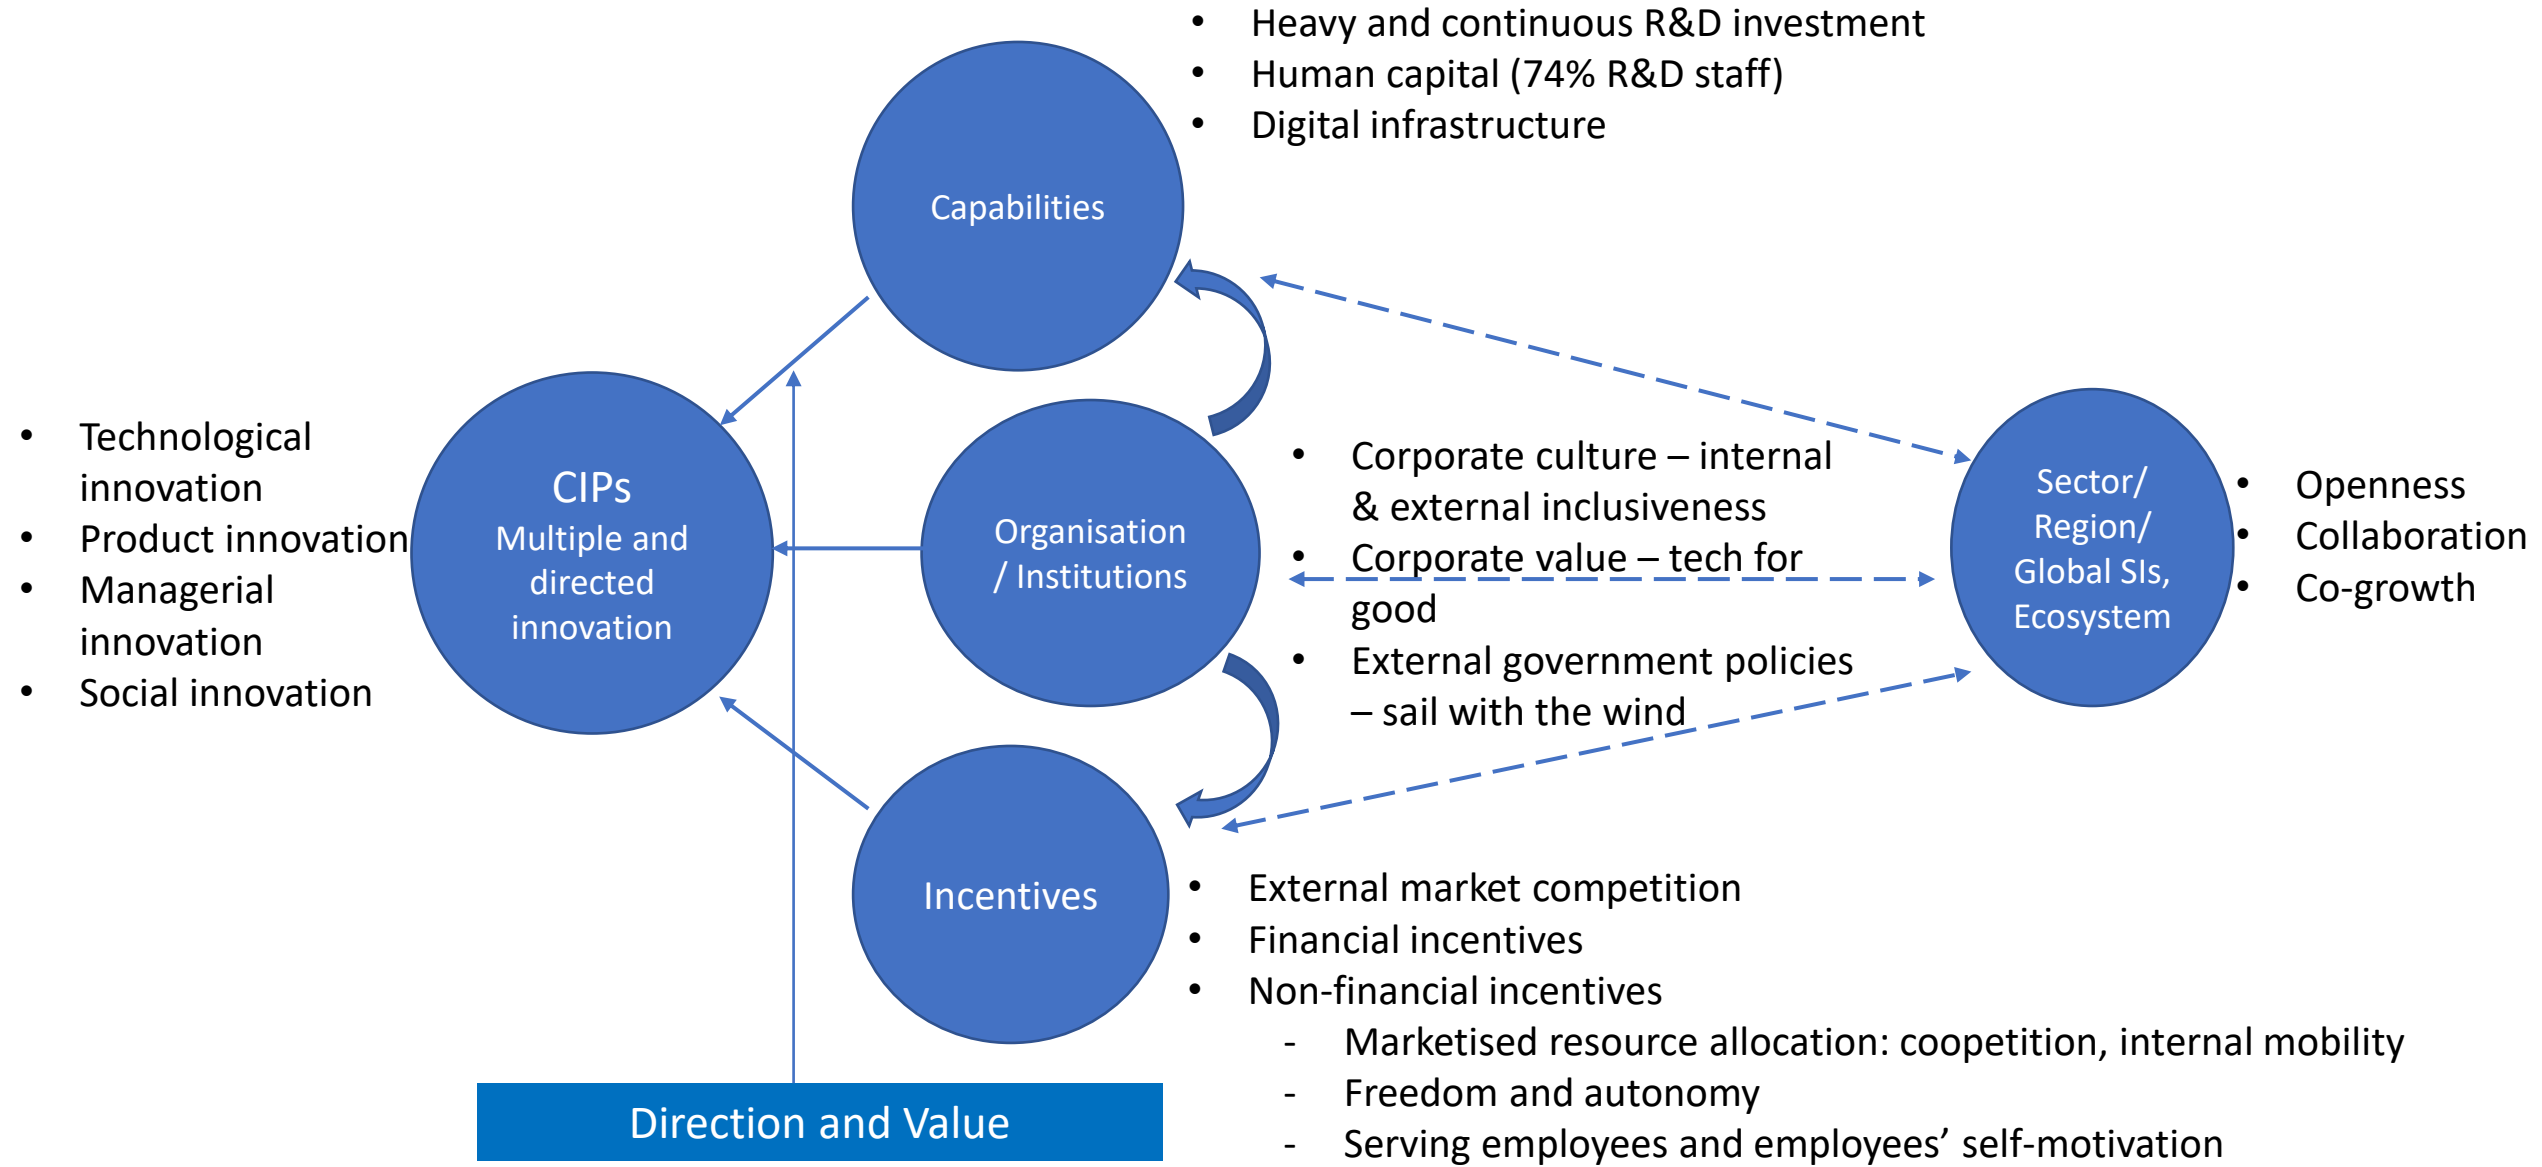 • Heavy and continuous R&D investment
• Human capital (74% R&D staff)
• Digital infrastructure
Capabilities
• Technological
innovation
• Product innovation
• Managerial
innovation
• Social innovation
CIPs
Multiple and
directed
innovation
Organisation
/ Institutions
• Corporate culture – internal
& external inclusiveness
• Corporate value – tech for
good
• External government policies
– sail with the wind
Sector/
Region/
Global SIs,
Ecosystem
• Openness
• Collaboration
• Co-growth
Incentives
• External market competition
• Financial incentives
• Non-financial incentives
- Marketised resource allocation: coopetition, internal mobility
- Freedom and autonomy
- Serving employees and employees’ self-motivation
Direction and Value